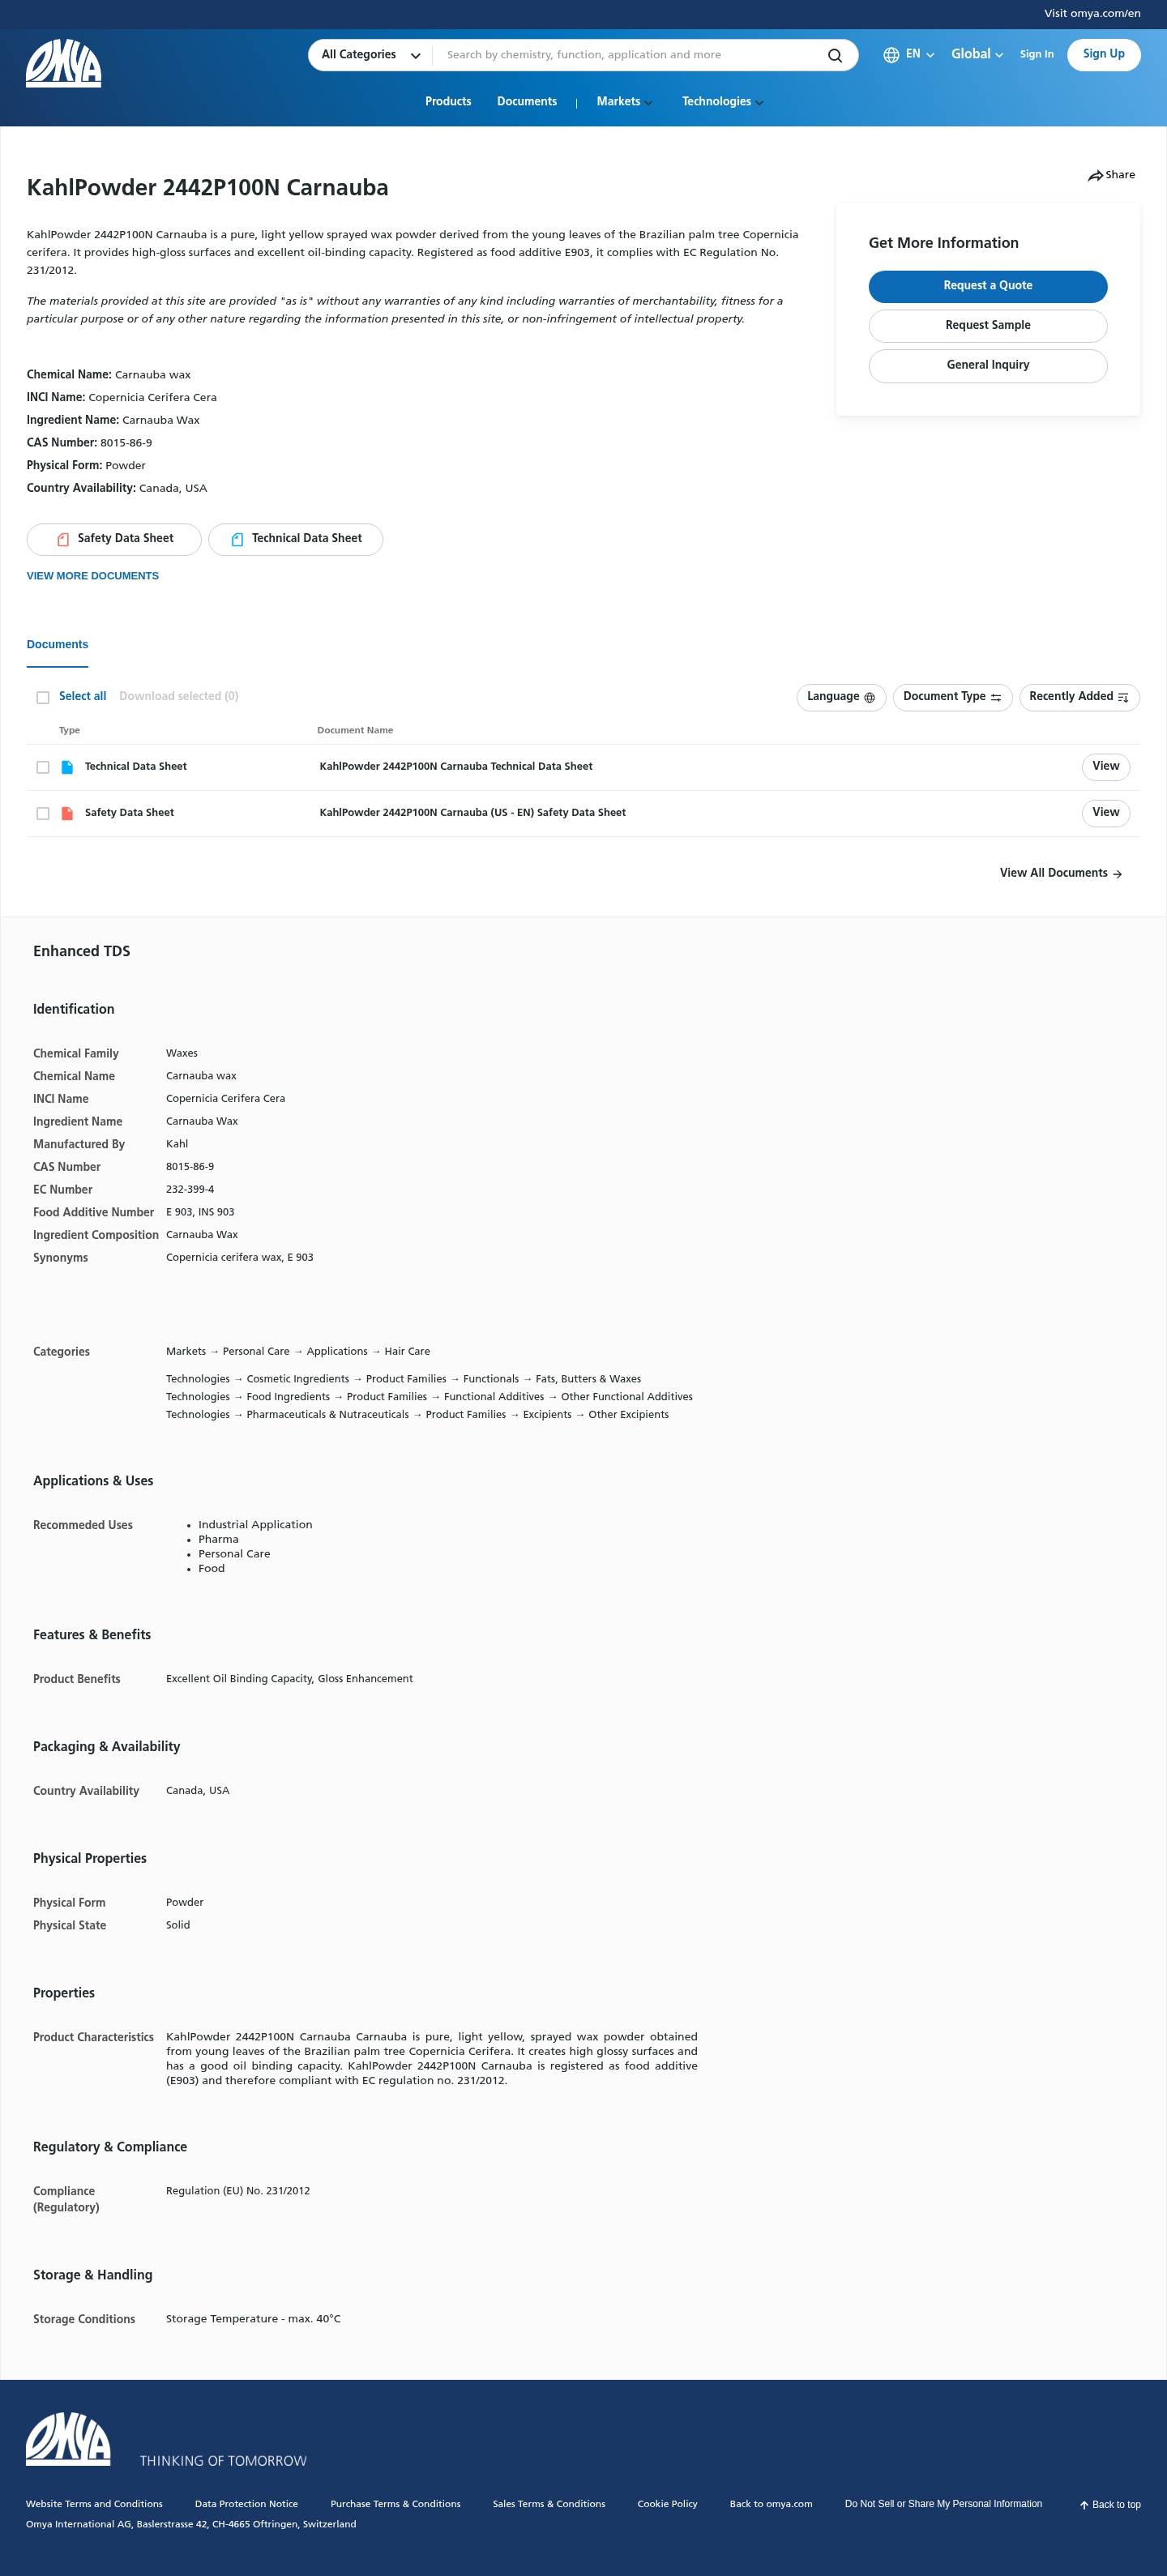 Visit omya.com/en
OMYA
All Categories
Search by chemistry, function, application and more
EN
Global
Sign In
Sign Up
Products
Documents
|
Markets
Technologies
Share
KahlPowder 2442P100N Carnauba
KahlPowder 2442P100N Carnauba is a pure, light yellow sprayed wax powder derived from the young leaves of the Brazilian palm tree Copernicia
cerifera. It provides high-gloss surfaces and excellent oil-binding capacity. Registered as food additive E903, it complies with EC Regulation No.
231/2012.
The materials provided at this site are provided "as is" without any warranties of any kind including warranties of merchantability, fitness for a
particular purpose or of any other nature regarding the information presented in this site, or non-infringement of intellectual property.
Get More Information
Request a Quote
Request Sample
General Inquiry
Chemical Name: Carnauba wax
INCI Name: Copernicia Cerifera Cera
Ingredient Name: Carnauba Wax
CAS Number: 8015-86-9
Physical Form: Powder
Country Availability: Canada, USA
Safety Data Sheet
Technical Data Sheet
VIEW MORE DOCUMENTS
Documents
Select all
Download selected (0)
Language
Document Type
Recently Added
Type
Document Name
Technical Data Sheet
KahlPowder 2442P100N Carnauba Technical Data Sheet
View
Safety Data Sheet
KahlPowder 2442P100N Carnauba (US - EN) Safety Data Sheet
View
View All Documents
Enhanced TDS
Identification
Chemical Family Waxes
Chemical Name Carnauba wax
INCI Name Copernicia Cerifera Cera
Ingredient Name Carnauba Wax
Manufactured By Kahl
CAS Number 8015-86-9
EC Number 232-399-4
Food Additive Number E 903, INS 903
Ingredient Composition Carnauba Wax
Synonyms Copernicia cerifera wax, E 903
Categories Markets → Personal Care → Applications → Hair Care
Technologies → Cosmetic Ingredients → Product Families → Functionals → Fats, Butters & Waxes
Technologies → Food Ingredients → Product Families → Functional Additives → Other Functional Additives
Technologies → Pharmaceuticals & Nutraceuticals → Product Families → Excipients → Other Excipients
Applications & Uses
Recommeded Uses
• Industrial Application
• Pharma
• Personal Care
• Food
Features & Benefits
Product Benefits Excellent Oil Binding Capacity, Gloss Enhancement
Packaging & Availability
Country Availability Canada, USA
Physical Properties
Physical Form Powder
Physical State Solid
Properties
Product Characteristics KahlPowder 2442P100N Carnauba Carnauba is pure, light yellow, sprayed wax powder obtained
from young leaves of the Brazilian palm tree Copernicia Cerifera. It creates high glossy surfaces and
has a good oil binding capacity. KahlPowder 2442P100N Carnauba is registered as food additive
(E903) and therefore compliant with EC regulation no. 231/2012.
Regulatory & Compliance
Compliance Regulation (EU) No. 231/2012
(Regulatory)
Storage & Handling
Storage Conditions Storage Temperature - max. 40°C
OMYA
THINKING OF TOMORROW
Website Terms and Conditions
Data Protection Notice
Purchase Terms & Conditions
Sales Terms & Conditions
Cookie Policy
Back to omya.com
Do Not Sell or Share My Personal Information
Back to top
Omya International AG, Baslerstrasse 42, CH-4665 Oftringen, Switzerland